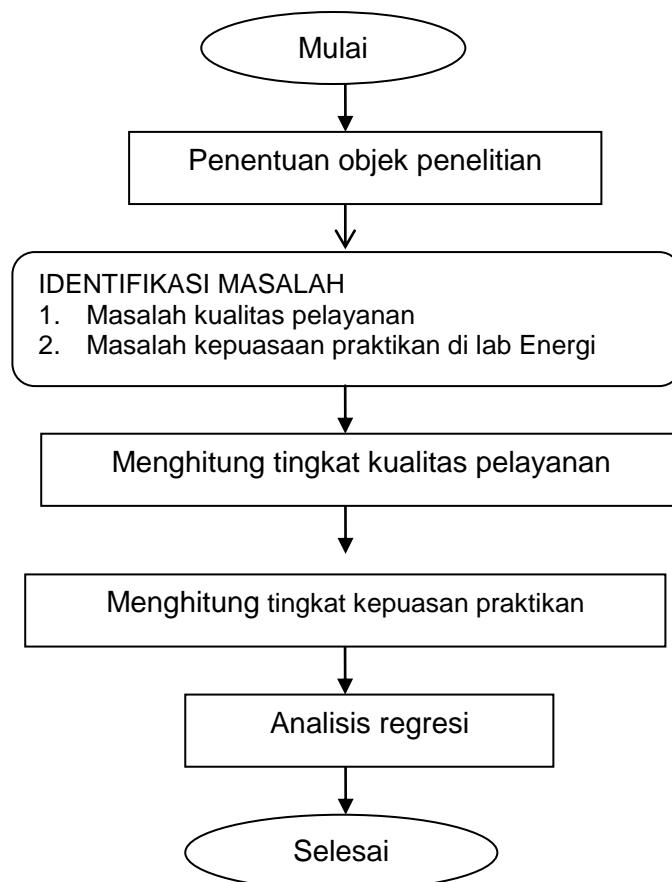 Mulai
Penentuan objek penelitian
IDENTIFIKASI MASALAH
1. Masalah kualitas pelayanan
2. Masalah kepuasaan praktikan di lab Energi
Menghitung tingkat kualitas pelayanan
Menghitung tingkat kepuasan praktikan
Analisis regresi
Selesai